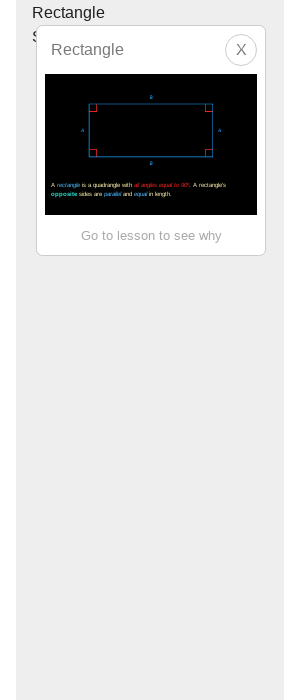 Rectangle
Rectangle
X
B
A
A
B
A rectangle is a quadrangle with all angles equal to 90°. A rectangle's
opposite sides are parallel and equal in length.
Go to lesson to see why